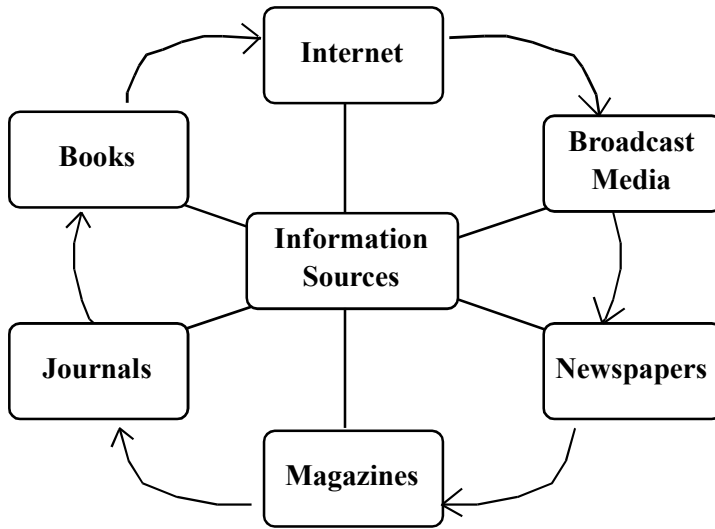 Internet
Broadcast
Media
Books
Information
Sources
Journals
Newspapers
Magazines